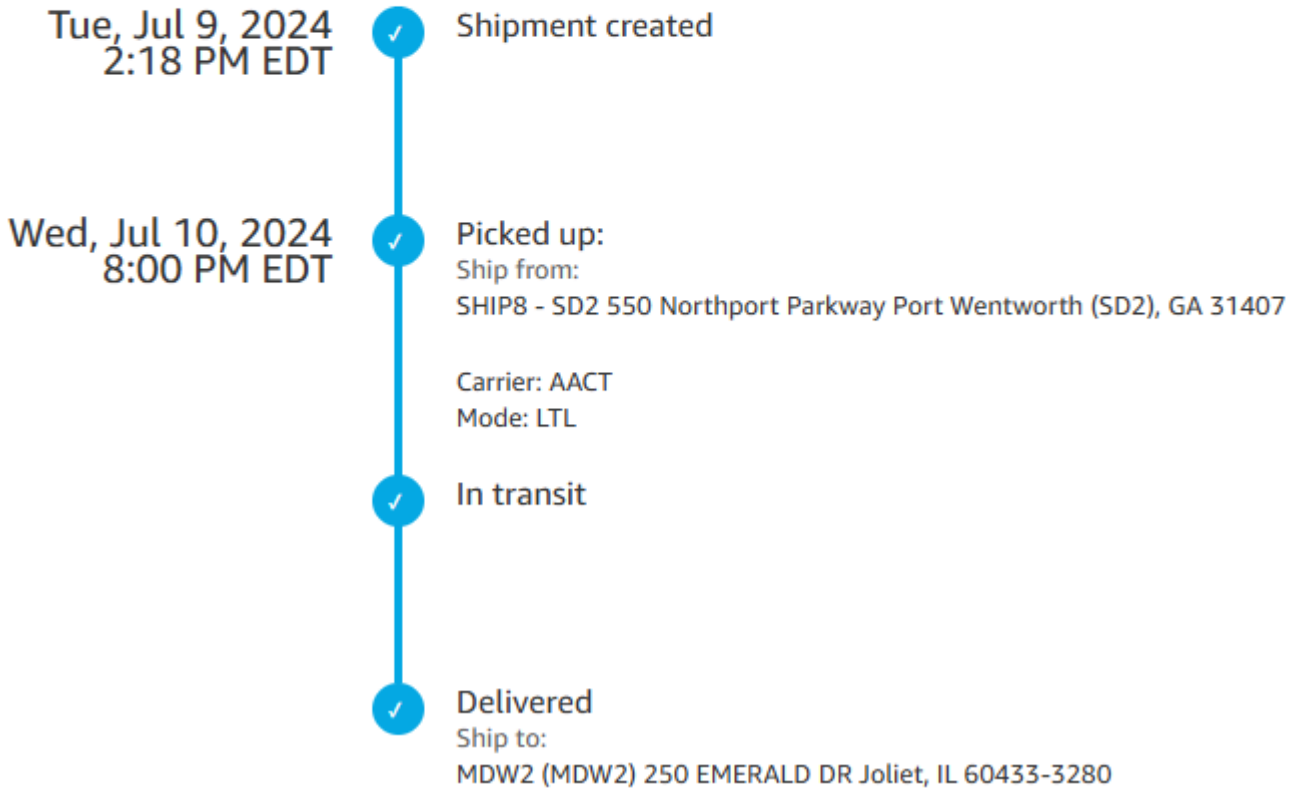 Tue, Jul 9, 2024
2:18 PM EDT
Shipment created
Wed, Jul 10, 2024
8:00 PM EDT
Picked up:
Ship from:
SHIP8 - SD2 550 Northport Parkway Port Wentworth (SD2), GA 31407
Carrier: AACT
Mode: LTL
In transit
Delivered
Ship to:
MDW2 (MDW2) 250 EMERALD DR Joliet, IL 60433-3280